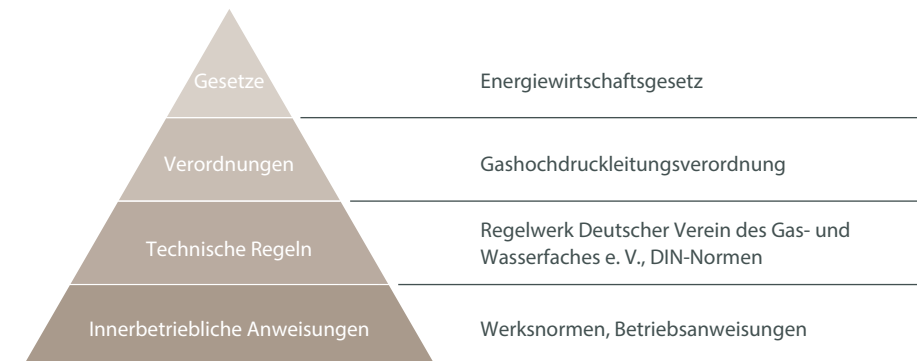 Gesetze
Energiewirtschaftsgesetz
Verordnungen
Gashochdruckleitungsverordnung
Technische Regeln
Regelwerk Deutscher Verein des Gas- und
Wasserfaches e. V., DIN-Normen
Innerbetriebliche Anweisungen
Werksnormen, Betriebsanweisungen